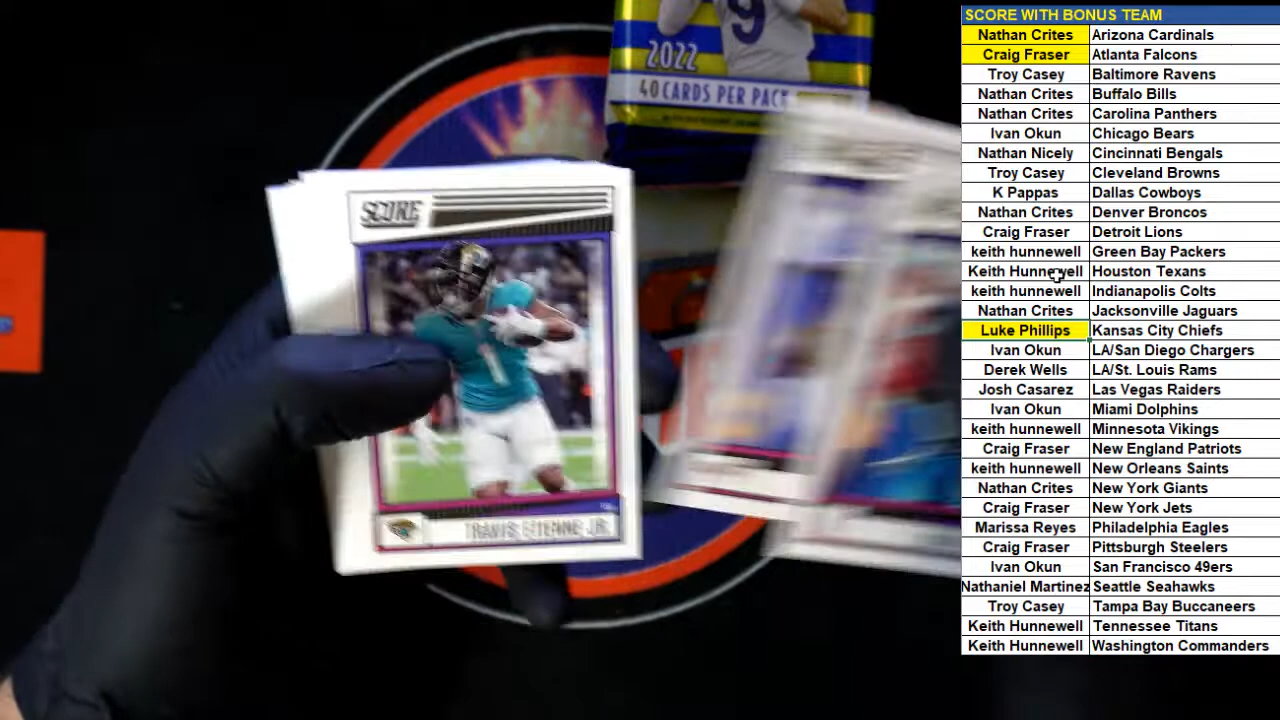 SCORE WITH BONUS TEAM
Nathan Crites Arizona Cardinals
Craig Fraser Atlanta Falcons
Troy Casey Baltimore Ravens
Nathan Crites Buffalo Bills
Nathan Crites Carolina Panthers
Ivan Okun Chicago Bears
Nathan Nicely Cincinnati Bengals
Troy Casey Cleveland Browns
K Pappas Dallas Cowboys
Nathan Crites Denver Broncos
Craig Fraser Detroit Lions
keith hunnewell Green Bay Packers
Keith Hunnewell Houston Texans
keith hunnewell Indianapolis Colts
Nathan Crites Jacksonville Jaguars
Luke Phillips Kansas City Chiefs
Ivan Okun LA/San Diego Chargers
Derek Wells LA/St. Louis Rams
Josh Casarez Las Vegas Raiders
Ivan Okun Miami Dolphins
keith hunnewell Minnesota Vikings
Craig Fraser New England Patriots
keith hunnewell New Orleans Saints
Nathan Crites New York Giants
Craig Fraser New York Jets
Marissa Reyes Philadelphia Eagles
Craig Fraser Pittsburgh Steelers
Ivan Okun San Francisco 49ers
Nathaniel Martinez Seattle Seahawks
Troy Casey Tampa Bay Buccaneers
Keith Hunnewell Tennessee Titans
Keith Hunnewell Washington Commanders
9
2022
40 CARDS PER PACK
SCORE
1
TRAVIS ETIENNE JR.